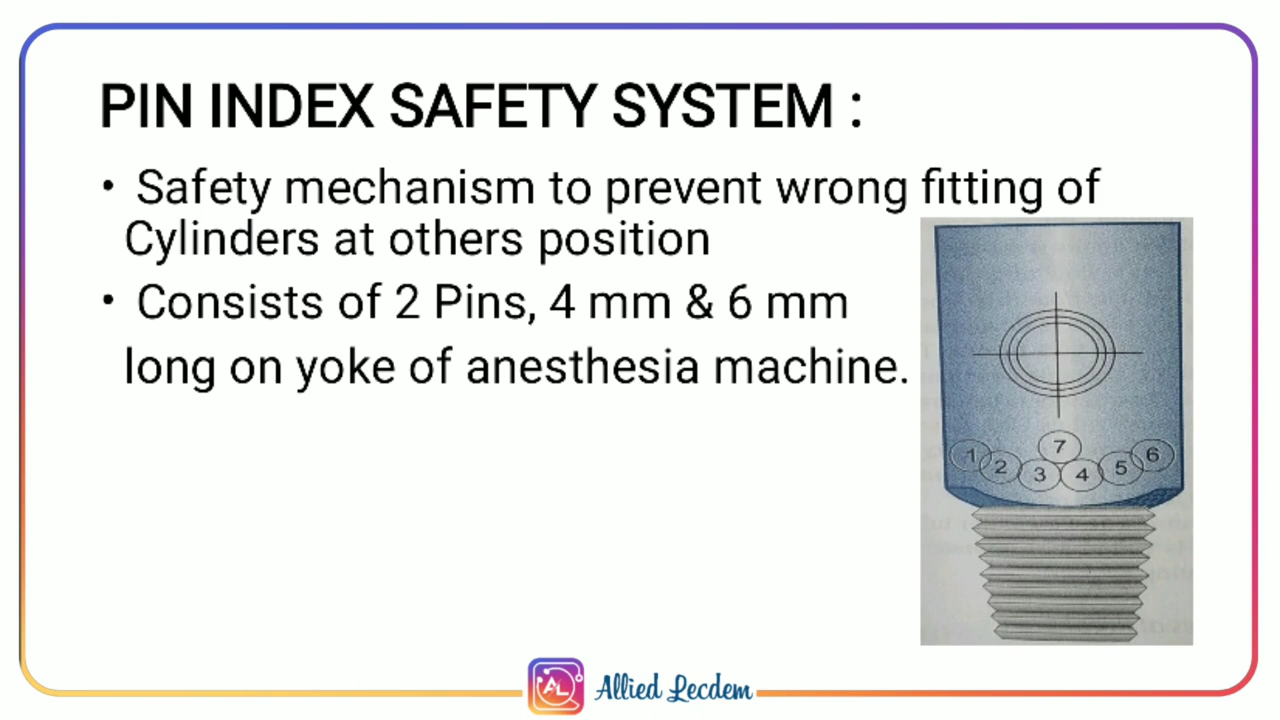 PIN INDEX SAFETY SYSTEM :
• Safety mechanism to prevent wrong fitting of
Cylinders at others position
• Consists of 2 Pins, 4 mm & 6 mm
long on yoke of anesthesia machine.
7
1 2 3 4 5 6
AL Allied Lecdem